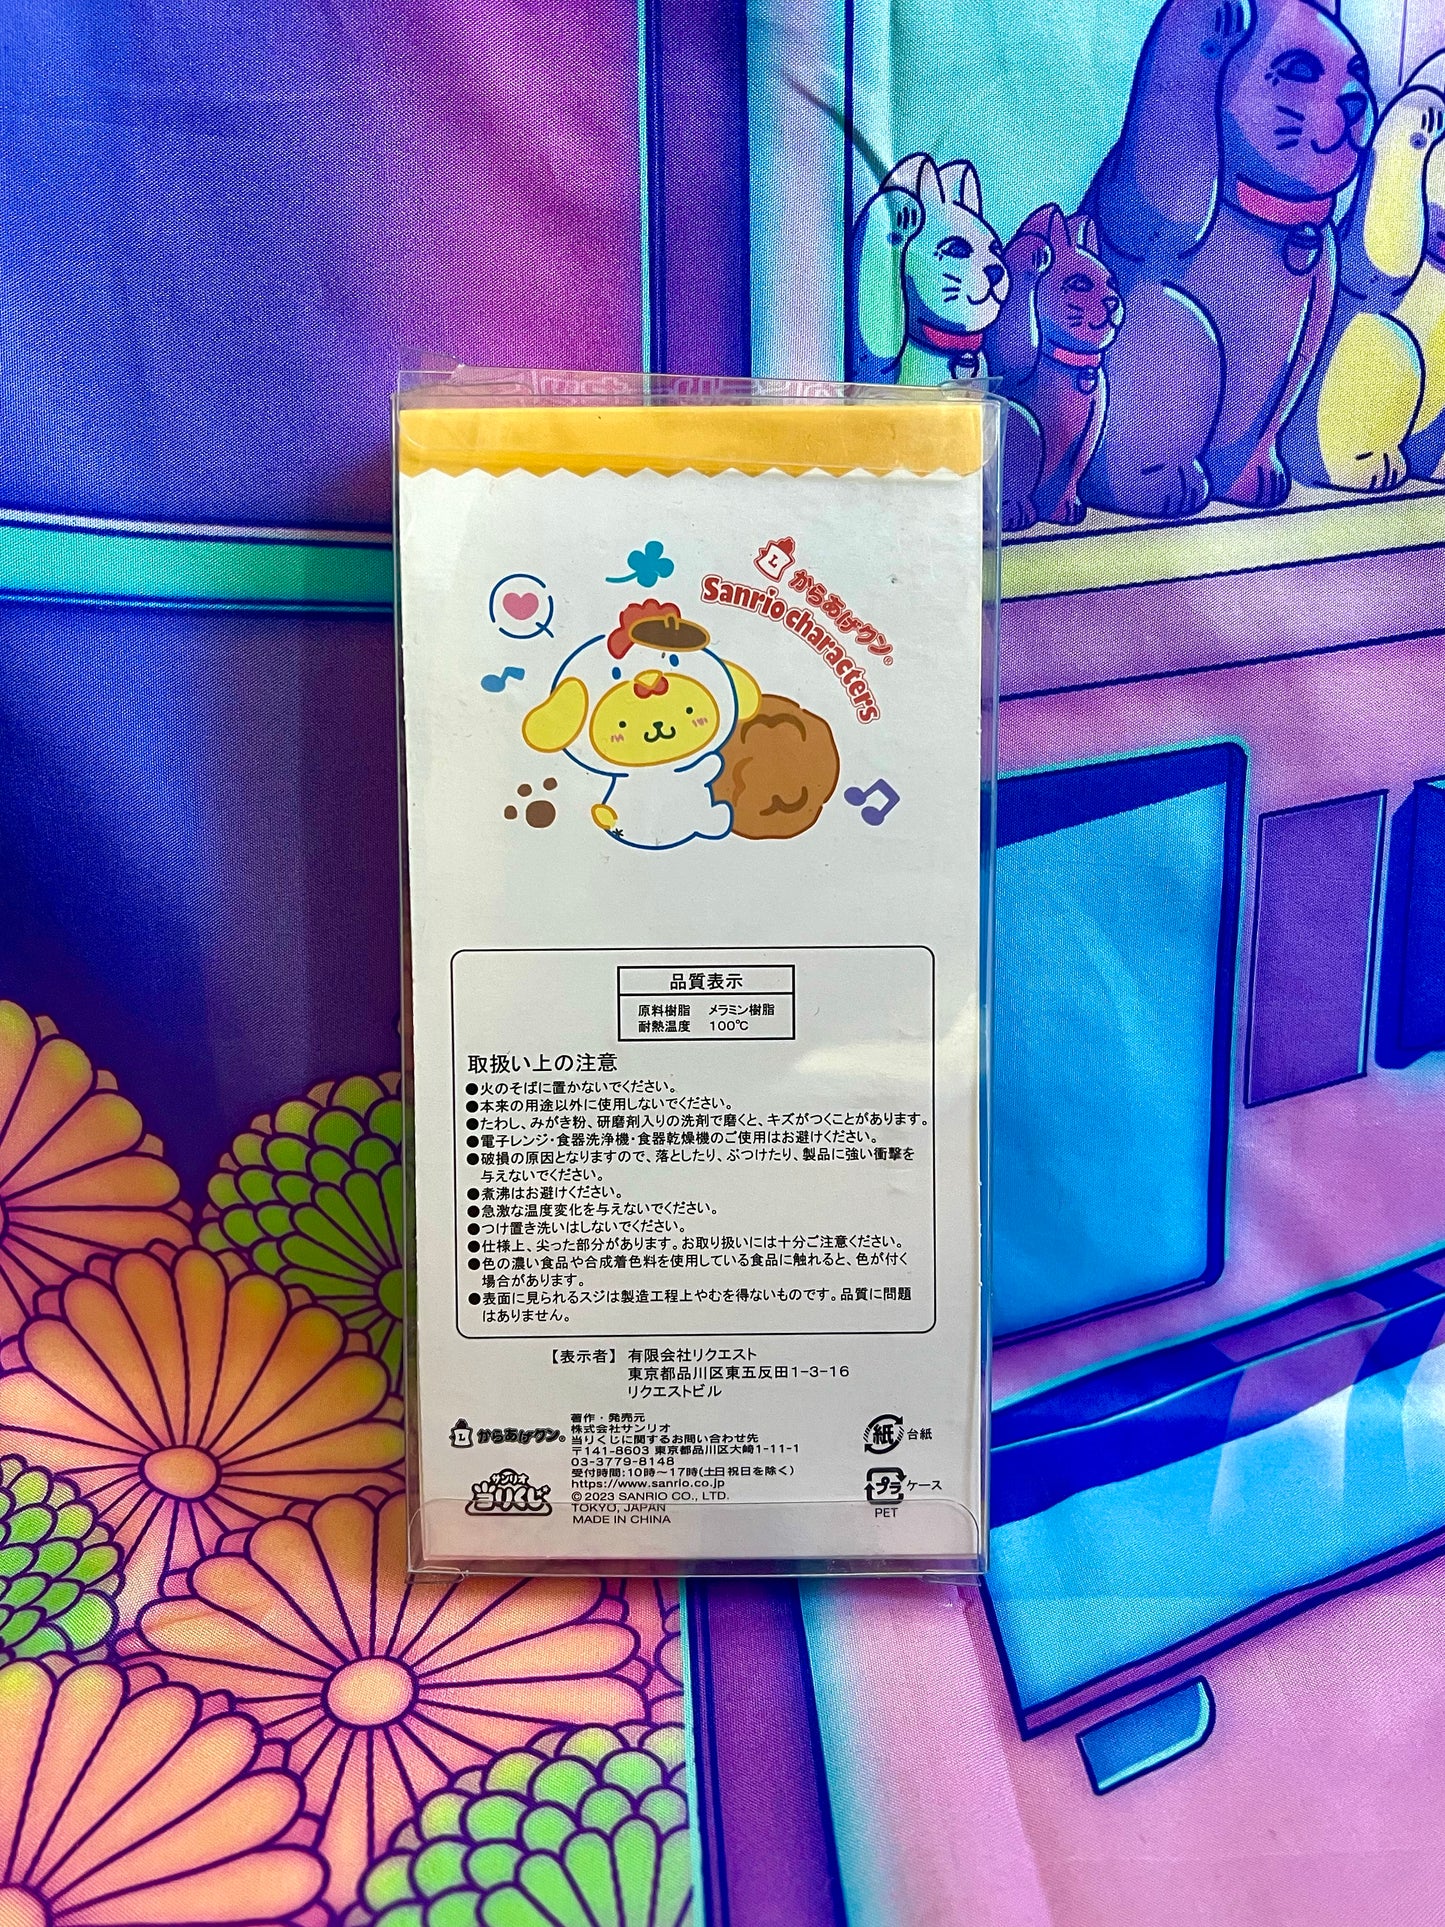 L
からあげクン®
Sanrio characters
品質表示
原料樹脂 メラミン樹脂
耐熱温度 100℃
取扱い上の注意
●火のそばに置かないでください。
●本来の用途以外に使用しないでください。
●たわし、みがき粉、研磨剤入りの洗剤で磨くと、キズがつくことがあります。
●電子レンジ・食器洗浄機・食器乾燥機のご使用はお避けください。
●破損の原因となりますので、落としたり、ぶつけたり、製品に強い衝撃を
与えないでください。
●煮沸はお避けください。
●急激な温度変化を与えないでください。
●つけ置き洗いはしないでください。
●仕様上、尖った部分があります。お取り扱いには十分ご注意ください。
●色の濃い食品や合成着色料を使用している食品に触れると、色が付く
場合があります。
●表面に見られるスジは製造工程上やむを得ないものです。品質に問題
はありません。
【表示者】 有限会社リクエスト
東京都品川区東五反田1-3-16
リクエストビル
L からあげクン®
サンリオ
当りくじ
著作・発売元
株式会社サンリオ
当りくじに関するお問い合わせ先
〒141-8603 東京都品川区大崎1-11-1
03-3779-8148
受付時間:10時～17時(土日祝日を除く)
https://www.sanrio.co.jp
© 2023 SANRIO CO., LTD.
TOKYO, JAPAN
MADE IN CHINA
紙 台紙
プラ ケース
PET